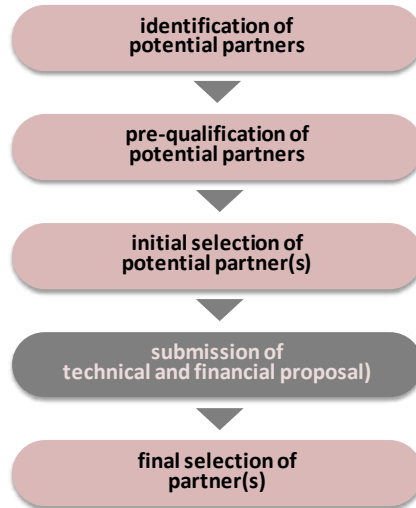 identification of
potential partners
pre-qualification of
potential partners
initial selection of
potential partner(s)
submission of
technical and financial proposal)
final selection of
partner(s)